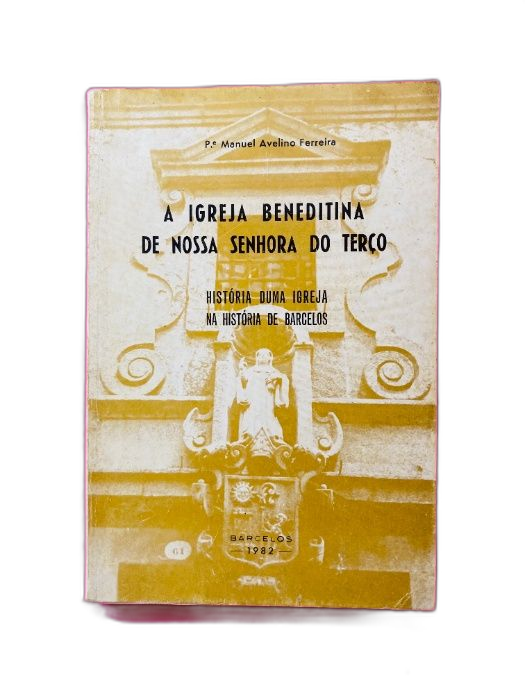 P.e Manuel Avelino Ferreira
A IGREJA BENEDITINA
DE NOSSA SENHORA DO TERÇO
HISTÓRIA DUMA IGREJA
NA HISTÓRIA DE BARCELOS
BARCELOS
— 1982 —